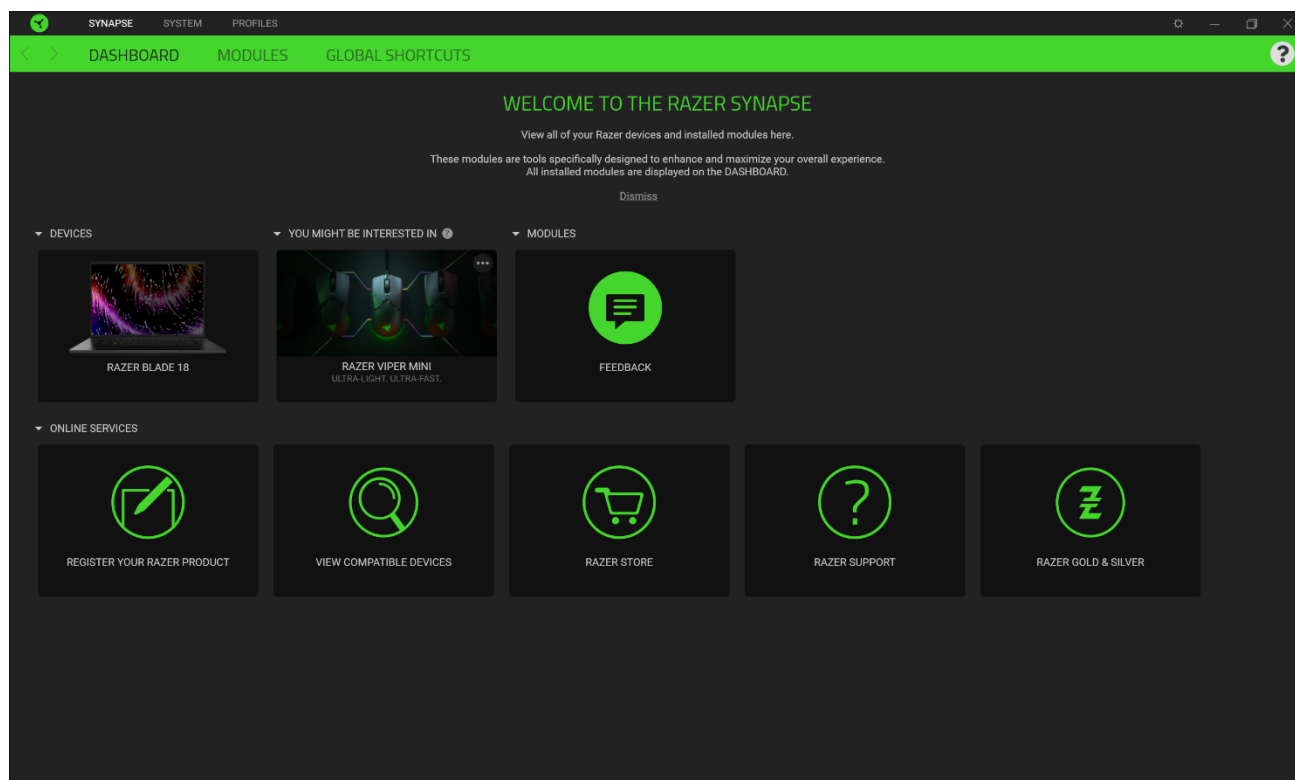 SYNAPSE SYSTEM PROFILES
DASHBOARD MODULES GLOBAL SHORTCUTS
?
WELCOME TO THE RAZER SYNAPSE
View all of your Razer devices and installed modules here.
These modules are tools specifically designed to enhance and maximize your overall experience.
All installed modules are displayed on the DASHBOARD.
Dismiss
DEVICES
YOU MIGHT BE INTERESTED IN ?
MODULES
RAZER BLADE 18
RAZER VIPER MINI
ULTRA-LIGHT. ULTRA-FAST.
FEEDBACK
ONLINE SERVICES
REGISTER YOUR RAZER PRODUCT
VIEW COMPATIBLE DEVICES
RAZER STORE
?
RAZER SUPPORT
RAZER GOLD & SILVER